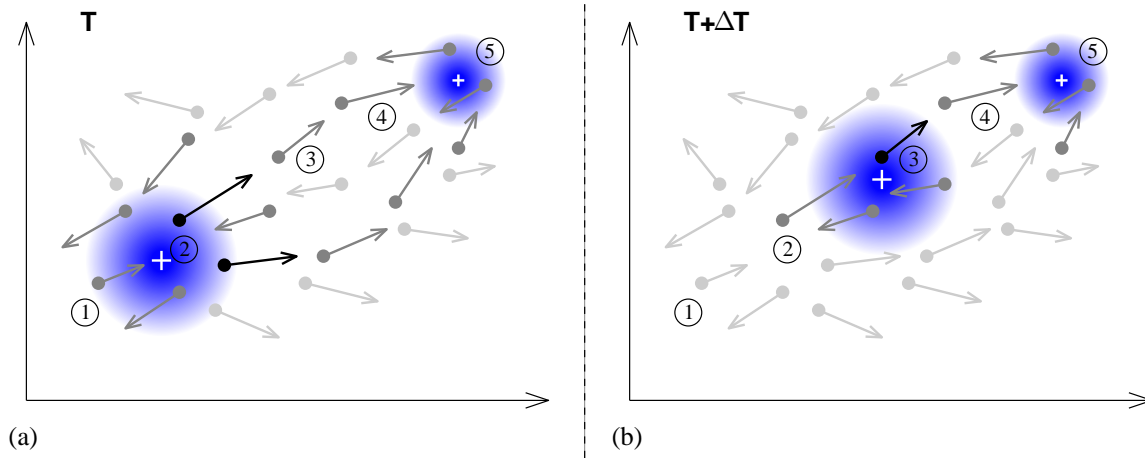 T
⑤
④
③
②
①
(a)
T+ΔT
⑤
④
③
②
①
(b)